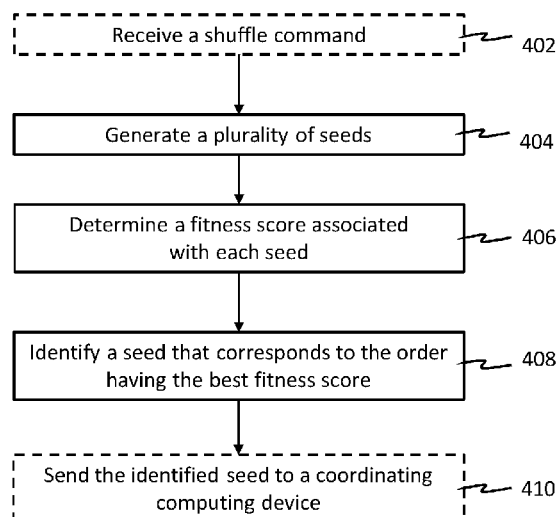 Receive a shuffle command
402
Generate a plurality of seeds
404
Determine a fitness score associated
with each seed
406
Identify a seed that corresponds to the order
having the best fitness score
408
Send the identified seed to a coordinating
computing device
410